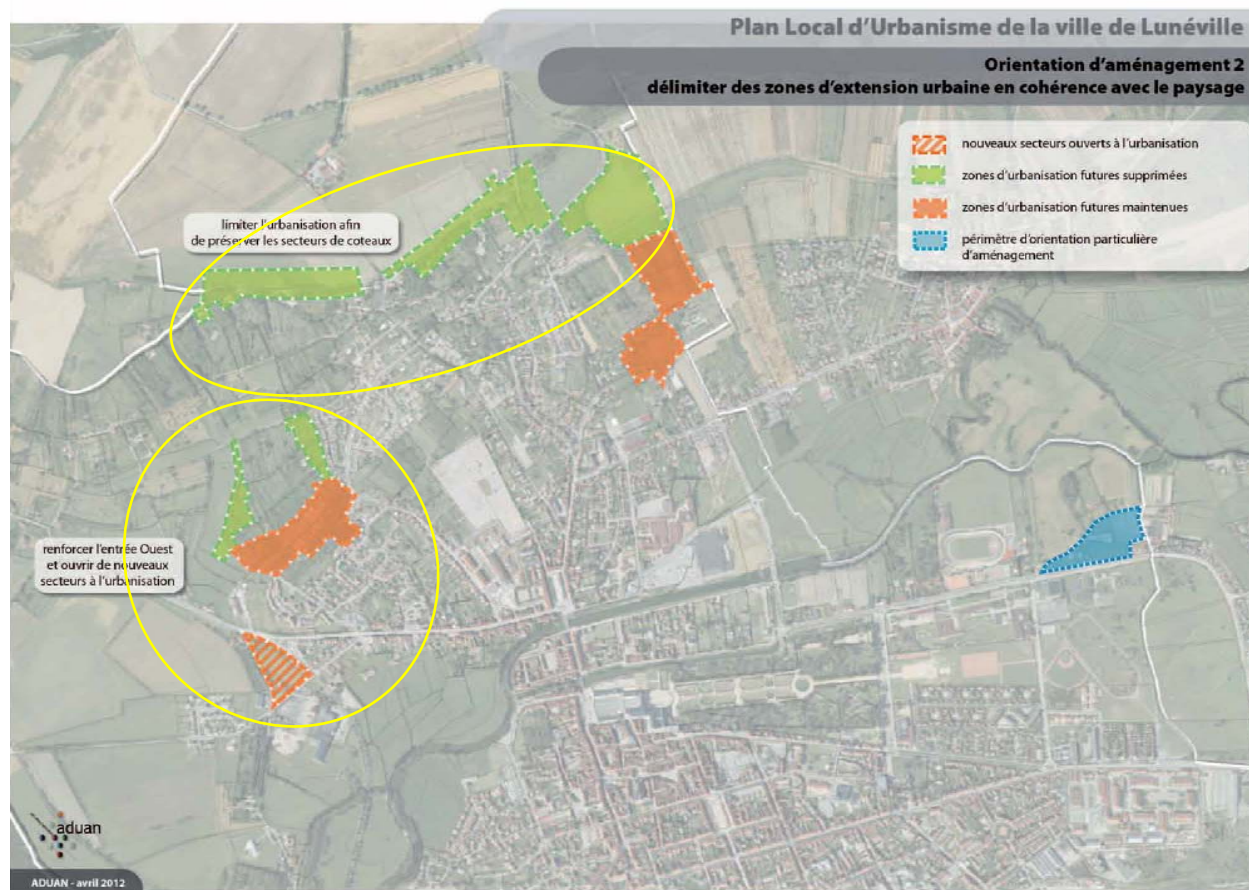 Plan Local d'Urbanisme de la ville de Lunéville
Orientation d'aménagement 2
délimiter des zones d'extension urbaine en cohérence avec le paysage
nouveaux secteurs ouverts à l'urbanisation
zones d'urbanisation futures supprimées
zones d'urbanisation futures maintenues
périmètre d'orientation particulière
d'aménagement
limiter l'urbanisation afin
de préserver les secteurs de coteaux
renforcer l'entrée Ouest
et ouvrir de nouveaux
secteurs à l'urbanisation
aduan
ADUAN - avril 2012